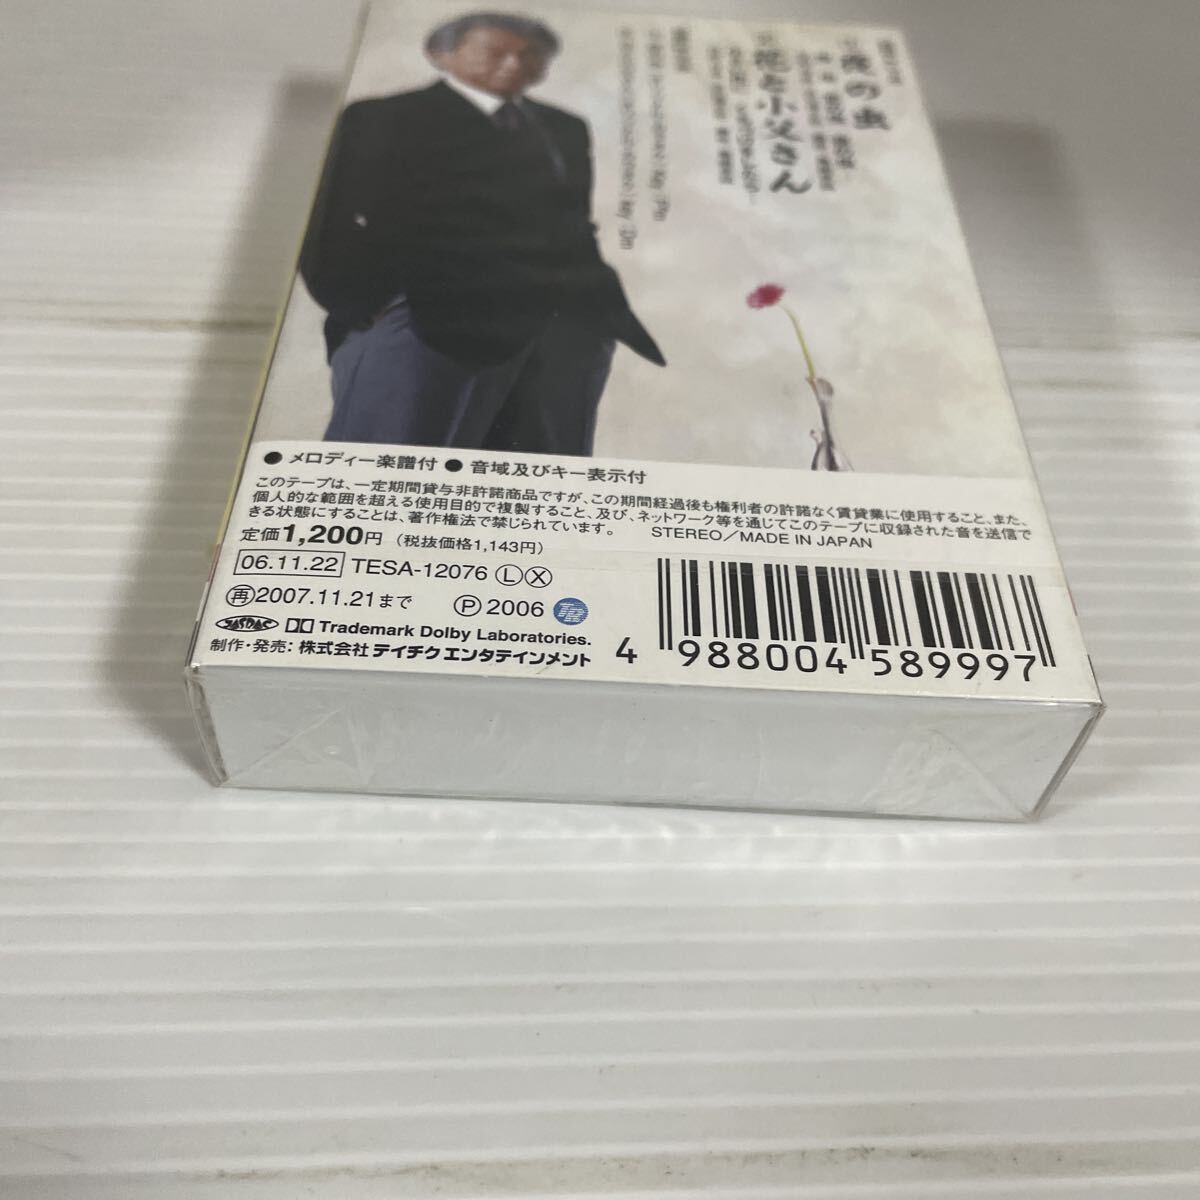 夜の虫
花と小父さん
● メロディー楽譜付 ● 音域及びキー表示付
このテープは、一定期間貸与非許諾商品ですが、この期間経過後も権利者の許諾なく賃貸業に使用すること、また、
個人的な範囲を超える使用目的で複製すること、及び、ネットワーク等を通じてこのテープに収録された音を送信で
きる状態にすることは、著作権法で禁じられています。 STEREO／MADE IN JAPAN
定価1,200円 (税抜価格1,143円)
06.11.22 TESA-12076 Ⓛ Ⓧ
再 2007.11.21まで Ⓟ 2006
JASRAC Trademark Dolby Laboratories.
制作・発売: 株式会社 テイチクエンタテインメント
4 988004 589997